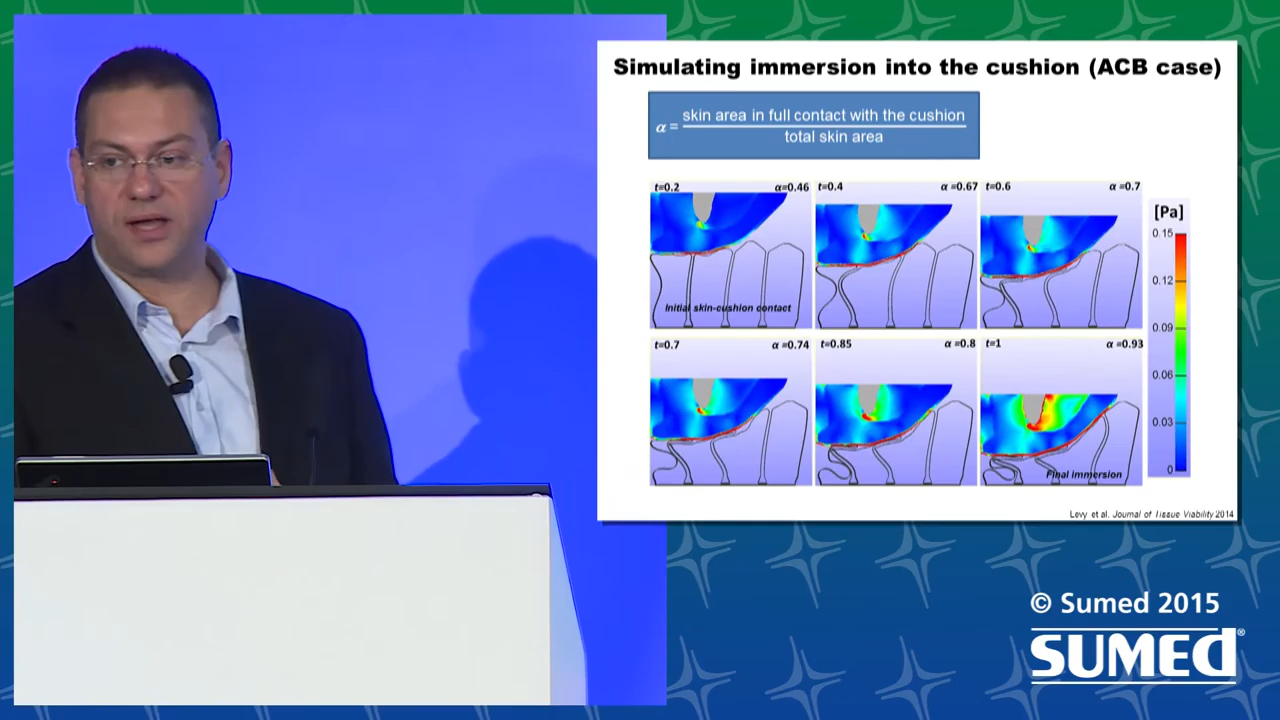 Simulating immersion into the cushion (ACB case)
α = skin area in full contact with the cushion
total skin area
t=0.2 α=0.46
t=0.4 α =0.67
t=0.6 α =0.7
Initial skin-cushion contact
t=0.7 α =0.74
t=0.85 α =0.8
t=1 α =0.93
Final immersion
[Pa]
0.15
0.12
0.09
0.06
0.03
0
Levy et al. Journal of Tissue Viability 2014
© Sumed 2015
SUMED®